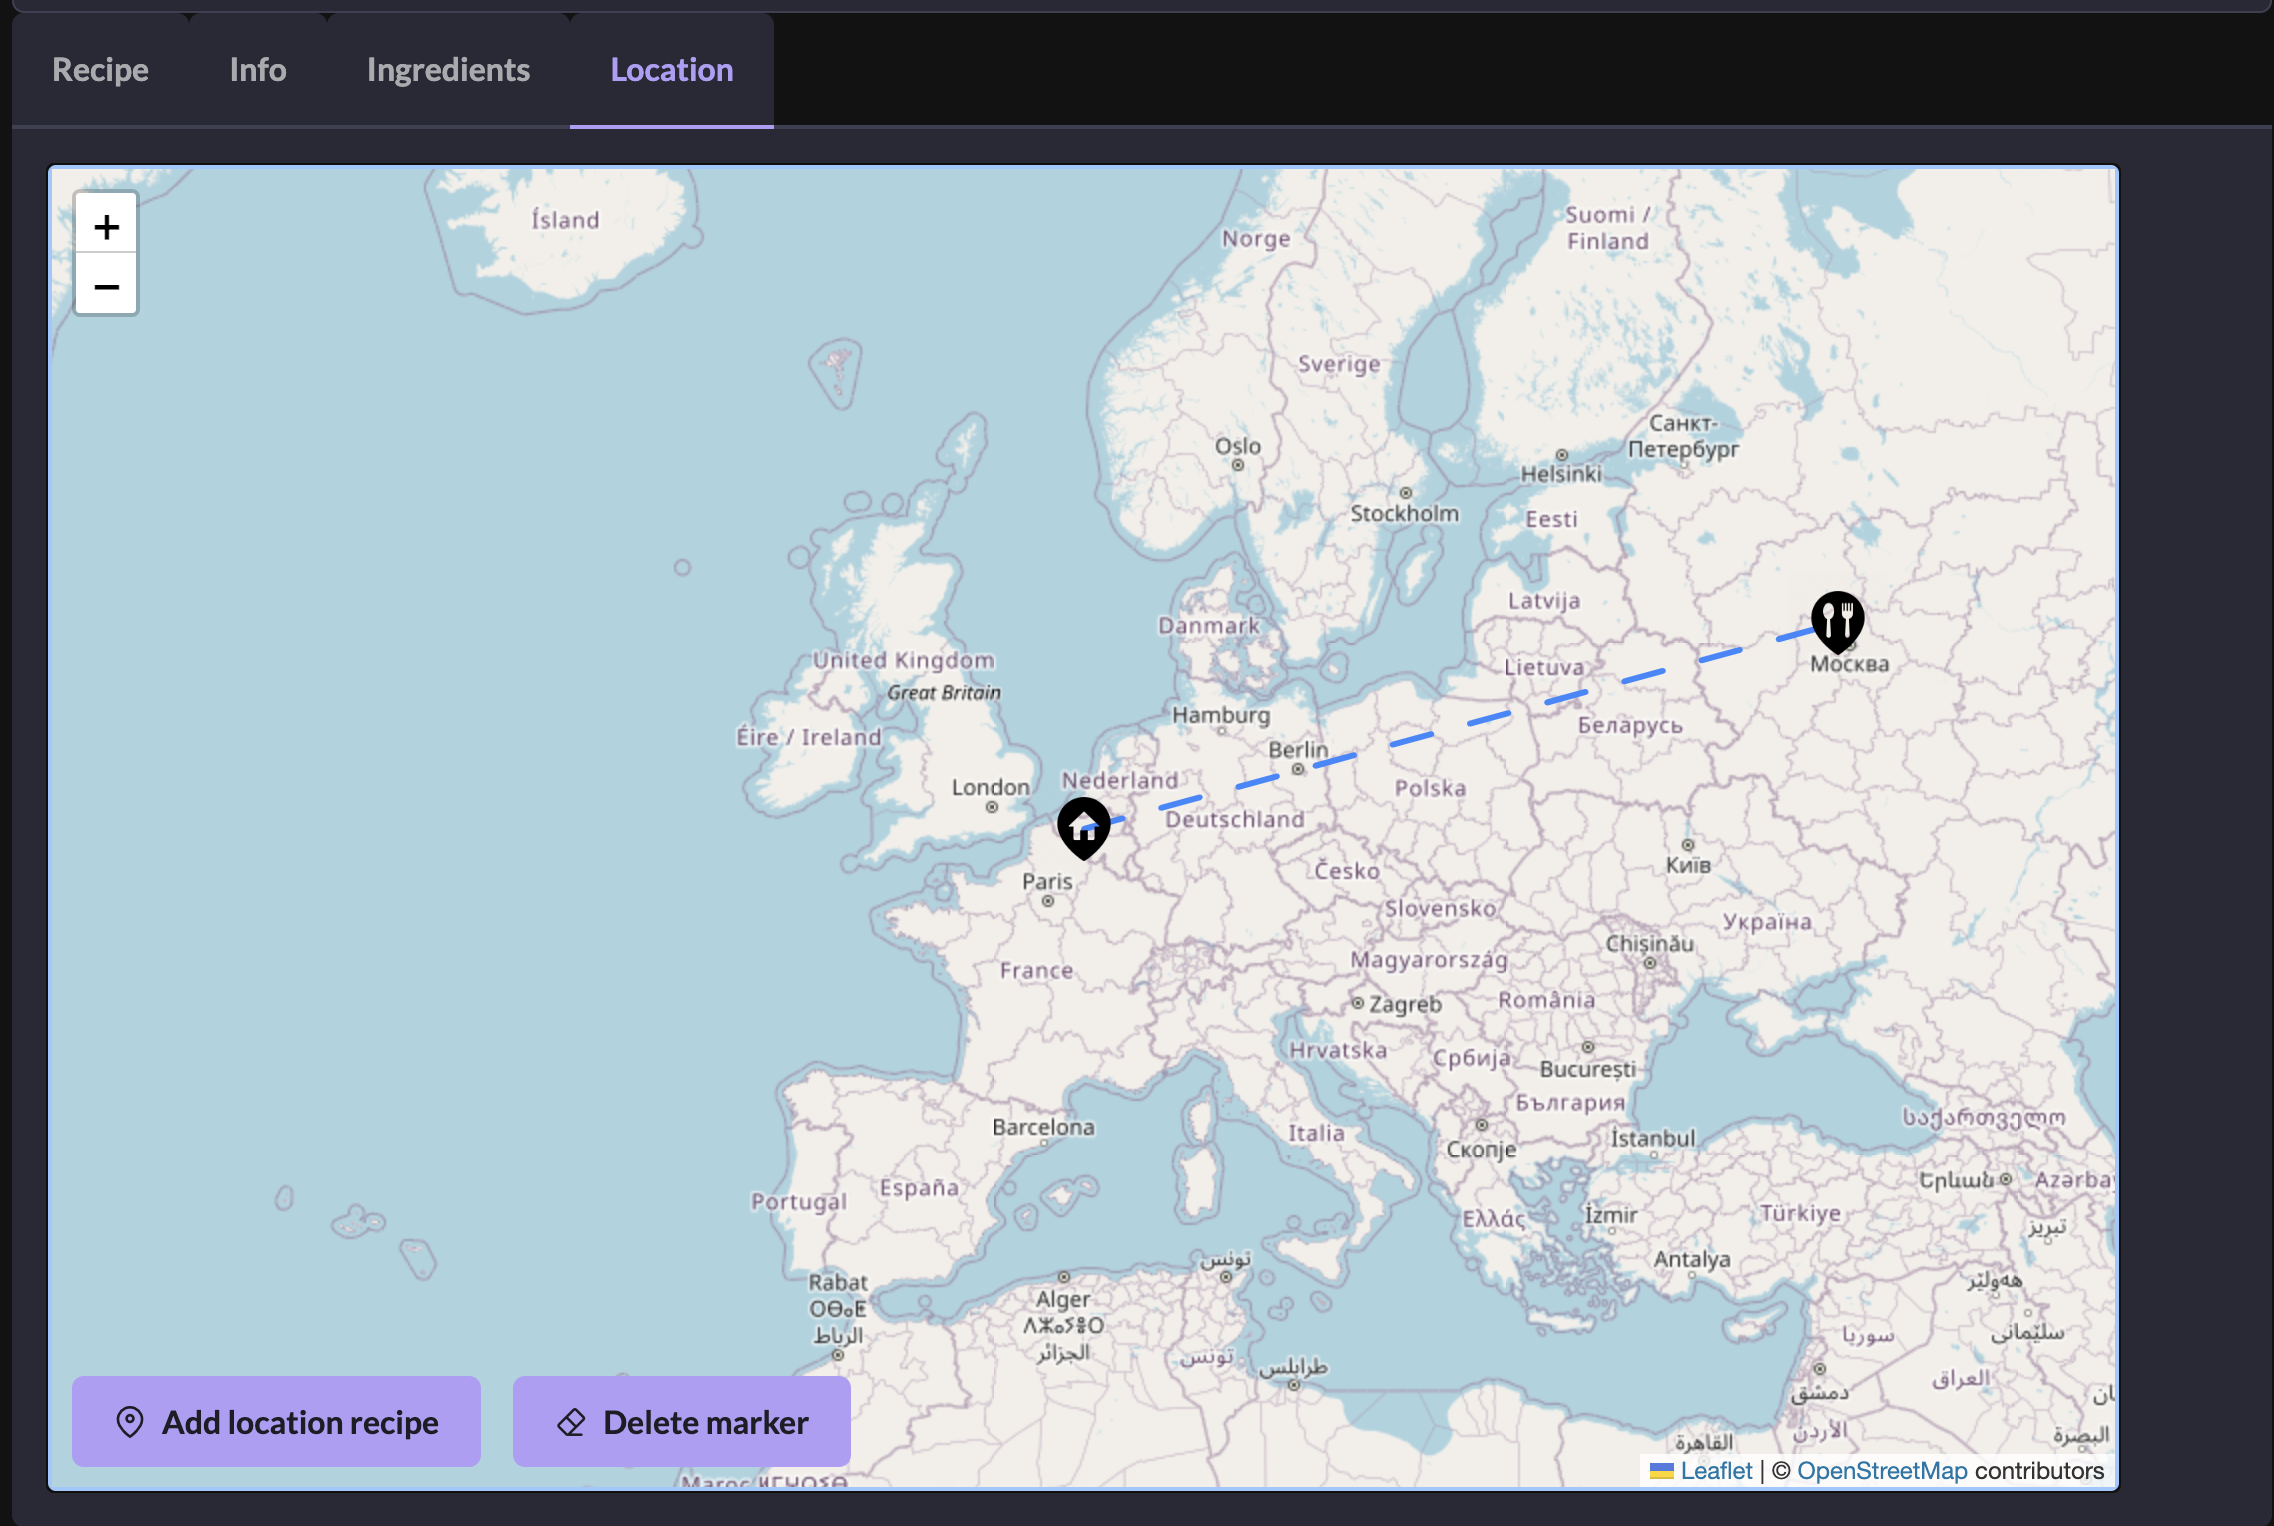 Recipe
Info
Ingredients
Location
+
−
Ísland
Norge
Suomi /
Finland
Sverige
Oslo
Санкт-
Петербург
Helsinki
Stockholm
Eesti
Latvija
Danmark
United Kingdom
Great Britain
Lietuva
Москва
Hamburg
Беларусь
Éire / Ireland
Berlin
Nederland
London
Polska
Deutschland
Київ
Česko
Paris
Slovensko
Україна
Chișinău
Magyarország
France
Zagreb
România
Hrvatska
Србија
București
България
Barcelona
Italia
Скопје
İstanbul
საქართველო
Երևան
Portugal
España
Ελλάς
İzmir
Türkiye
تبریز
تونس
Antalya
Rabat
ⵔⴱⴰⵟ
الرباط
Alger
الجزائر
هەولێر
سلێمانی
سوريا
تونس
طرابلس
العراق
دمشق
الأردن
القاهرة
البصرة
Add location recipe
Delete marker
Maroc
Leaflet | © OpenStreetMap contributors